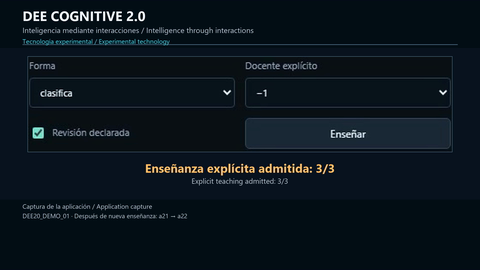 DEE COGNITIVE 2.0
Inteligencia mediante interacciones / Intelligence through interactions
Tecnología experimental / Experimental technology
Forma
Docente explícito
clasifica
−1
Revisión declarada
Enseñar
Enseñanza explícita admitida: 3/3
Explicit teaching admitted: 3/3
Captura de la aplicación / Application capture
DEE20_DEMO_01 · Después de nueva enseñanza: a21 → a22